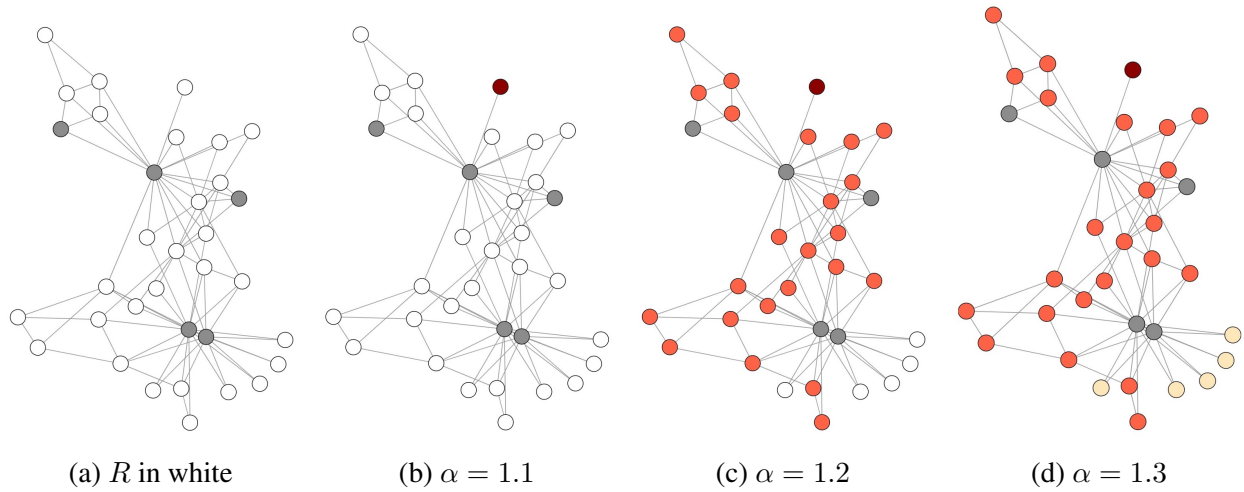 (a) R in white
(b) α = 1.1
(c) α = 1.2
(d) α = 1.3